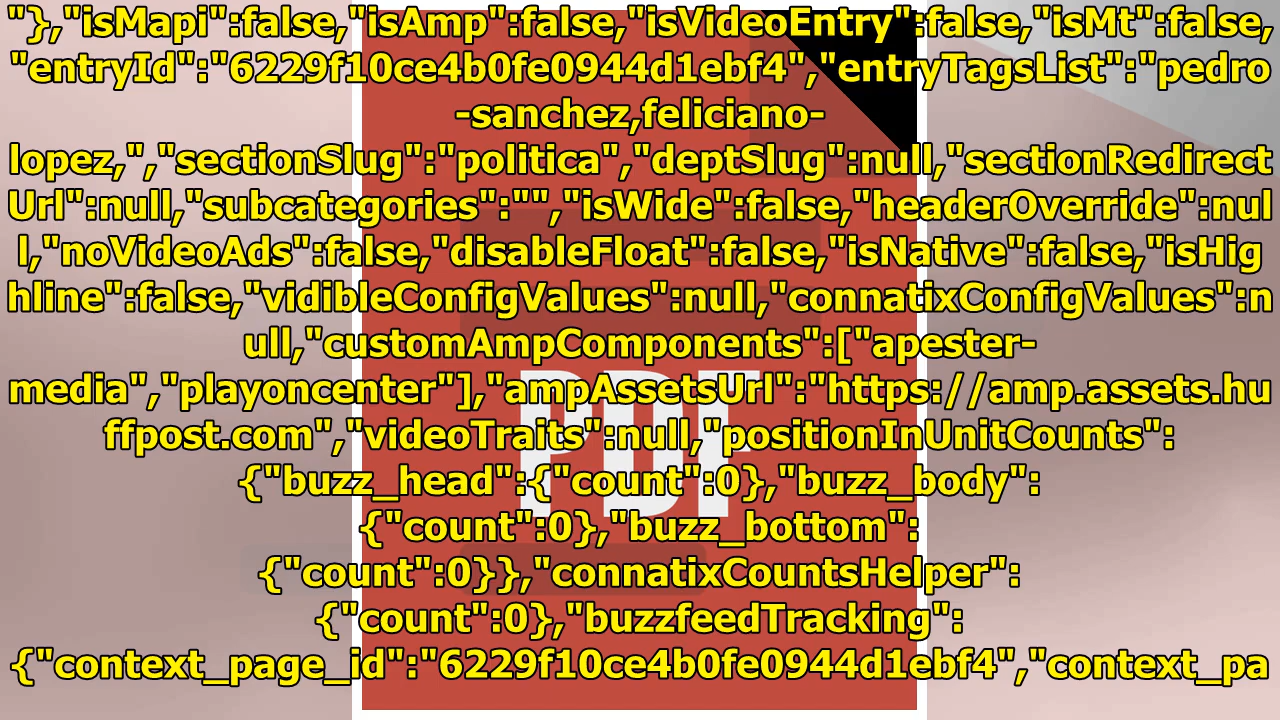 "},"isMapi":false,"isAmp":false,"isVideoEntry":false,"isMt":false,
"entryId":"6229f10ce4b0fe0944d1ebf4","entryTagsList":"pedro
-sanchez,feliciano-
lopez,","sectionSlug":"politica","deptSlug":null,"sectionRedirect
Url":null,"subcategories":"","isWide":false,"headerOverride":nul
l,"noVideoAds":false,"disableFloat":false,"isNative":false,"isHig
hline":false,"vidibleConfigValues":null,"connatixConfigValues":n
ull,"customAmpComponents":["apester-
media","playoncenter"],"ampAssetsUrl":"https://amp.assets.hu
ffpost.com","videoTraits":null,"positionInUnitCounts":
{"buzz_head":{"count":0},"buzz_body":
{"count":0},"buzz_bottom":
{"count":0}},"connatixCountsHelper":
{"count":0},"buzzfeedTracking":
{"context_page_id":"6229f10ce4b0fe0944d1ebf4","context_pa
PDF